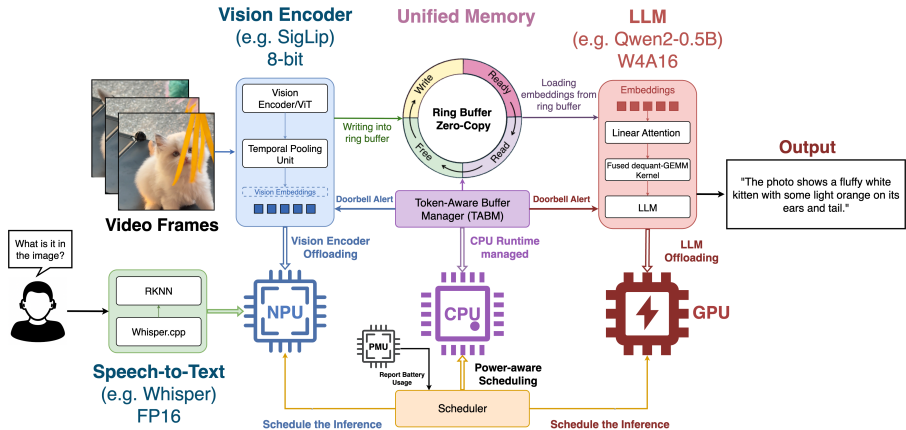 Vision Encoder
(e.g. SigLip)
8-bit
Unified Memory
LLM
(e.g. Qwen2-0.5B)
W4A16
Vision
Encoder/ViT
Temporal Pooling
Unit
Vision Embeddings
Video Frames
Writing into
ring buffer
Write
Ready
Read
Free
Ring Buffer
Zero-Copy
Loading
embeddings from
ring buffer
Embeddings
Linear Attention
Fused dequant-GEMM
Kernel
LLM
Output
"The photo shows a fluffy white
kitten with some light orange on its
ears and tail."
Doorbell Alert
Token-Aware Buffer
Manager (TABM)
Doorbell Alert
Vision Encoder
Offloading
CPU Runtime
managed
LLM
Offloading
What is it in
the image?
RKNN
Whisper.cpp
NPU
CPU
GPU
PMU
Report Battery
Usage
Power-aware
Scheduling
Speech-to-Text
(e.g. Whisper)
FP16
Scheduler
Schedule the Inference
Schedule the Inference